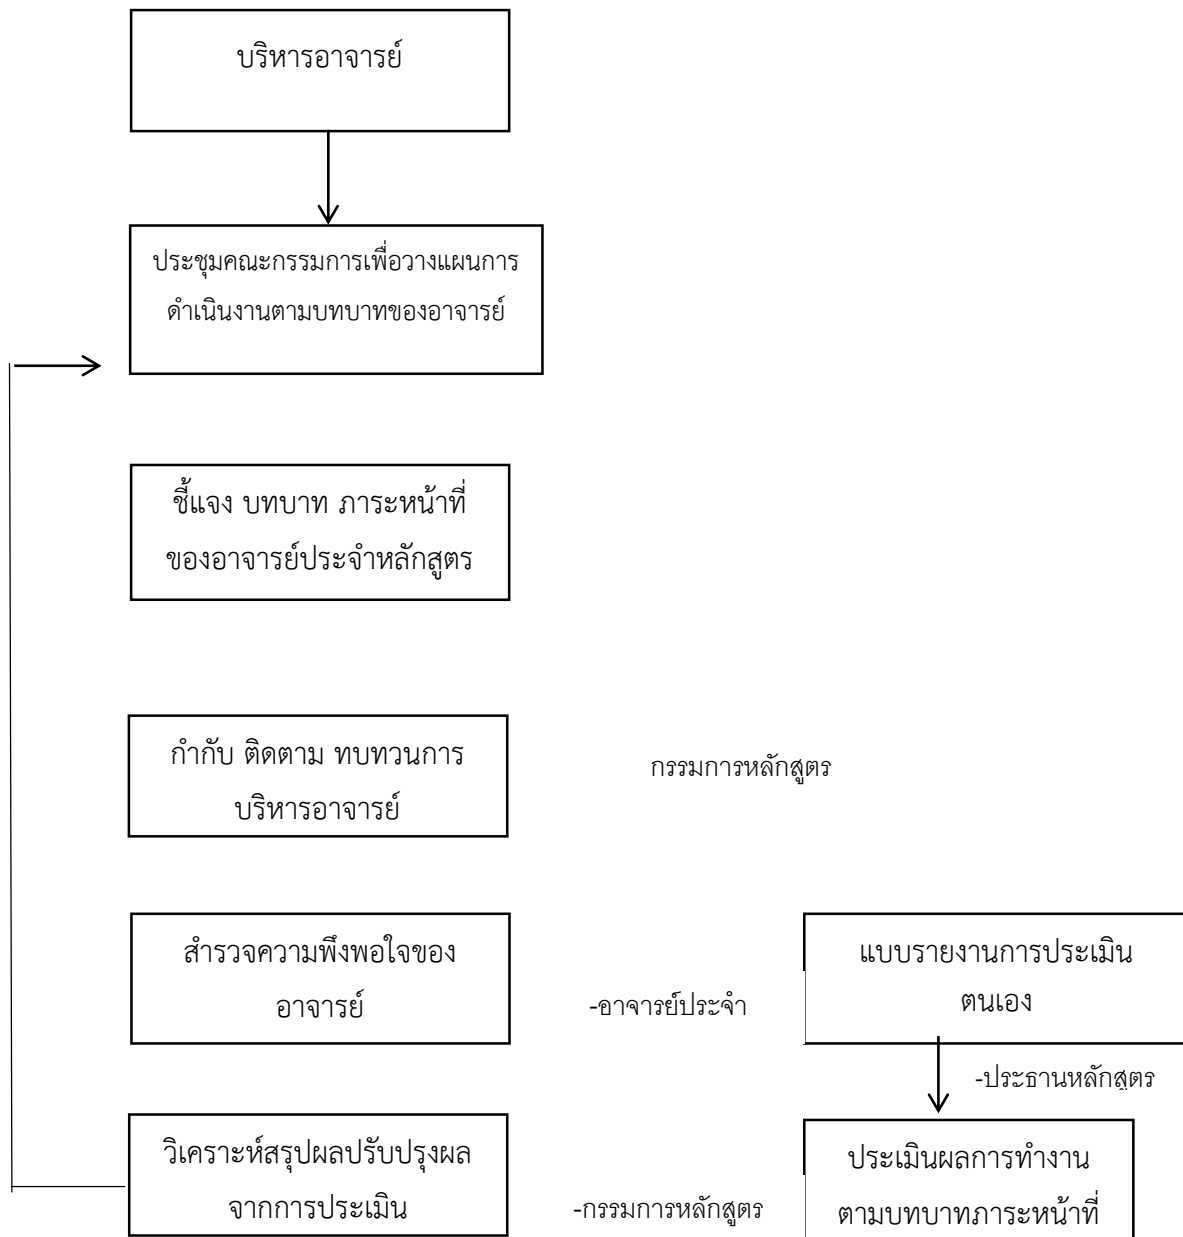 บริหารอาจารย์
ประชุมคณะกรรมการเพื่อวางแผนการ
ดำเนินงานตามบทบาทของอาจารย์
ชี้แจง บทบาท ภาระหน้าที่
ของอาจารย์ประจำหลักสูตร
กำกับ ติดตาม ทบทวนการ
บริหารอาจารย์
กรรมการหลักสูตร
สำรวจความพึงพอใจของ
อาจารย์
-อาจารย์ประจำ
แบบรายงานการประเมิน
ตนเอง
-ประธานหลักสูตร
วิเคราะห์สรุปผลปรับปรุงผล
จากการประเมิน
-กรรมการหลักสูตร
ประเมินผลการทำงาน
ตามบทบาทภาระหน้าที่